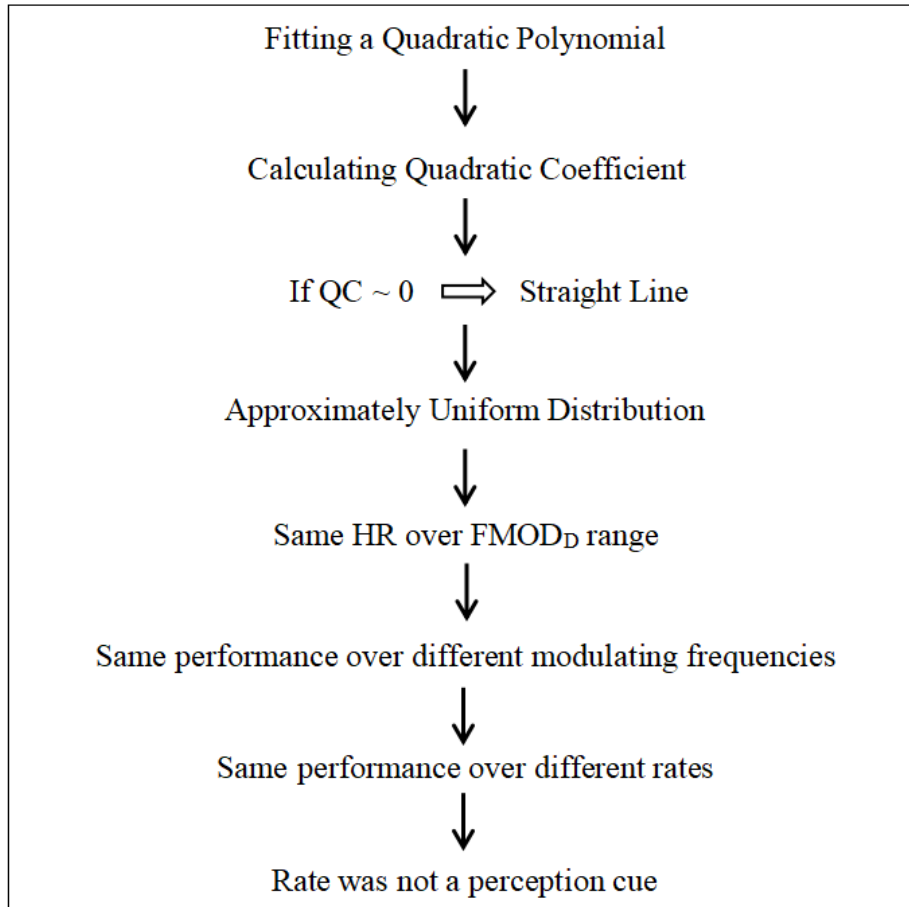 Fitting a Quadratic Polynomial
Calculating Quadratic Coefficient
If QC ~ 0 ⇨ Straight Line
Approximately Uniform Distribution
Same HR over FMOD_D range
Same performance over different modulating frequencies
Same performance over different rates
Rate was not a perception cue